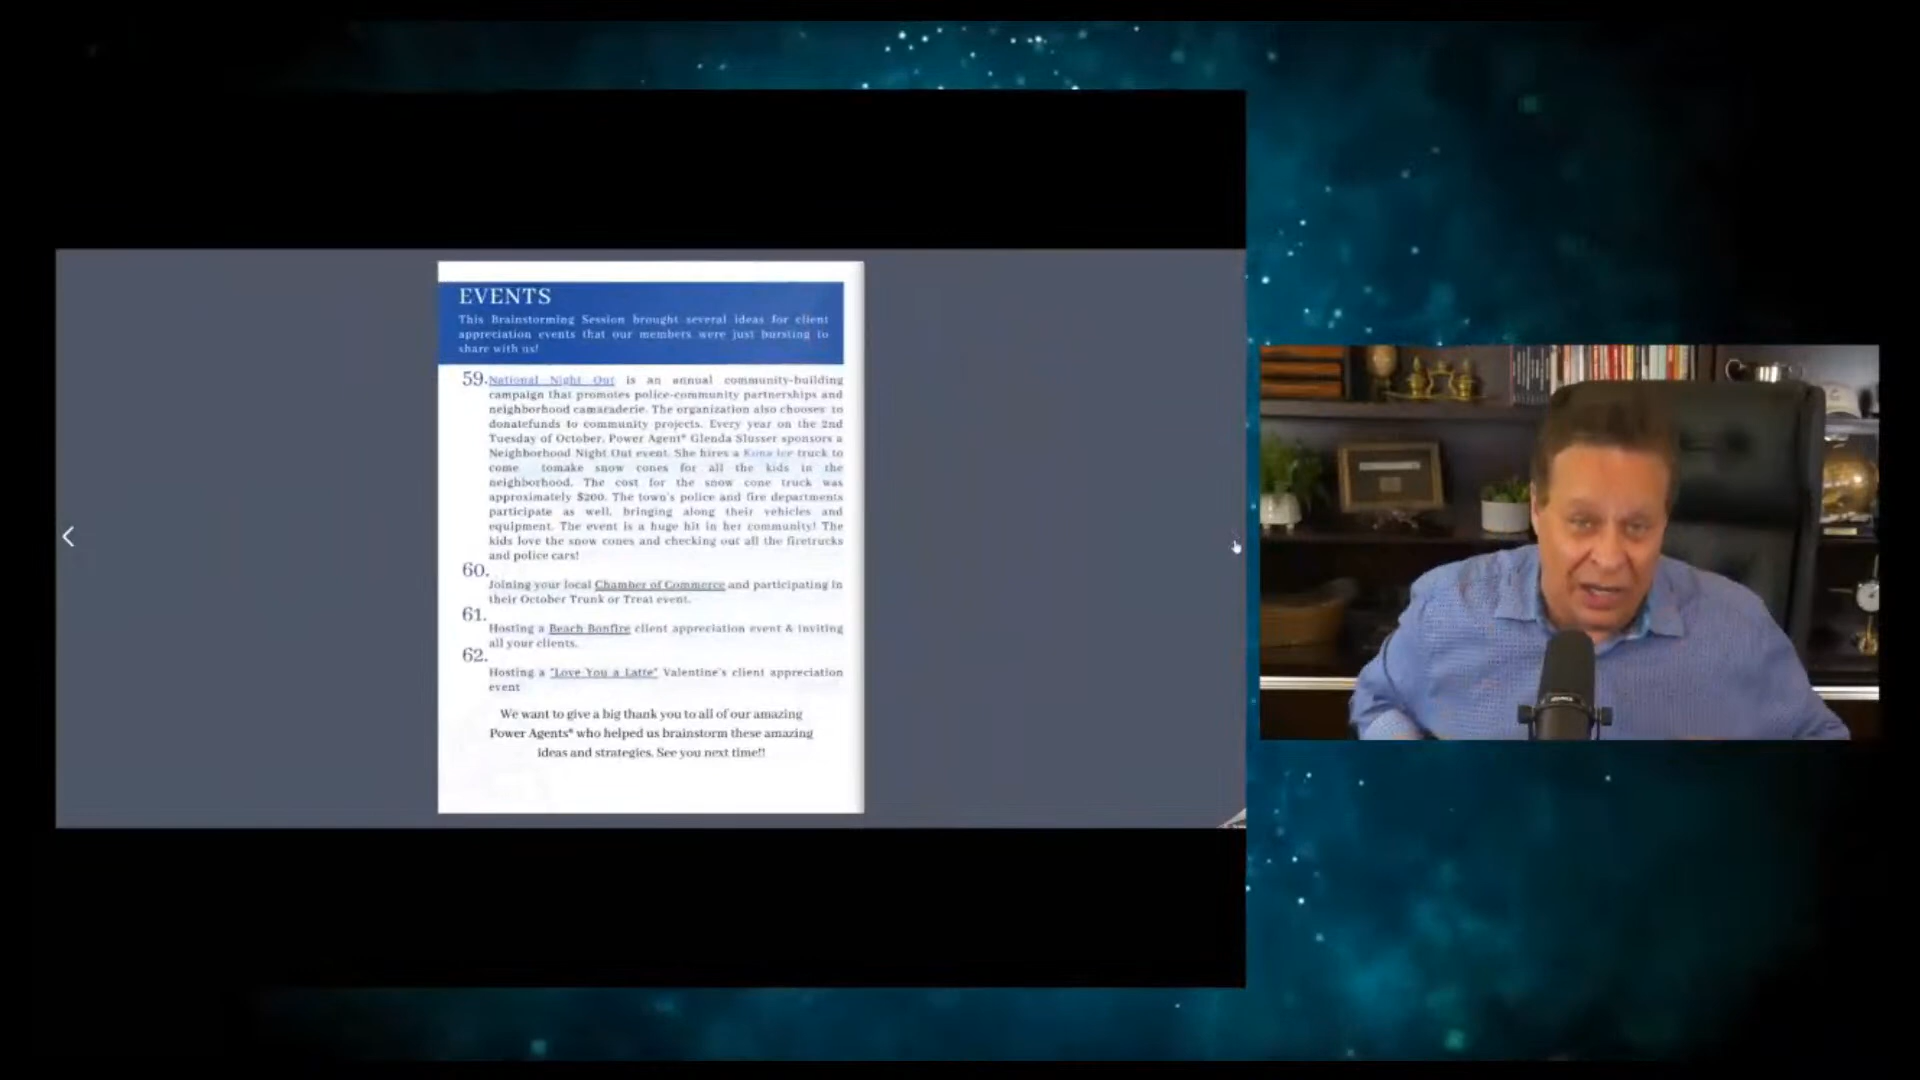 EVENTS
This Brainstorming Session brought several ideas for client
appreciation events that our members were just bursting to
share with us!
59. National Night Out is an annual community-building
campaign that promotes police-community partnerships and
neighborhood camaraderie. The organization also chooses to
donatefunds to community projects. Every year on the 2nd
Tuesday of October, Power Agent® Glenda Slusser sponsors a
Neighborhood Night Out event. She hires a Kona Ice truck to
come tomake snow cones for all the kids in the
neighborhood. The cost for the snow cone truck was
approximately $200. The town's police and fire departments
participate as well, bringing along their vehicles and
equipment. The event is a huge hit in her community! The
kids love the snow cones and checking out all the firetrucks
and police cars!
60.
Joining your local Chamber of Commerce and participating in
their October Trunk or Treat event.
61.
Hosting a Beach Bonfire client appreciation event & inviting
all your clients.
62.
Hosting a "Love You a Latte" Valentine's client appreciation
event
We want to give a big thank you to all of our amazing
Power Agents® who helped us brainstorm these amazing
ideas and strategies. See you next time!!